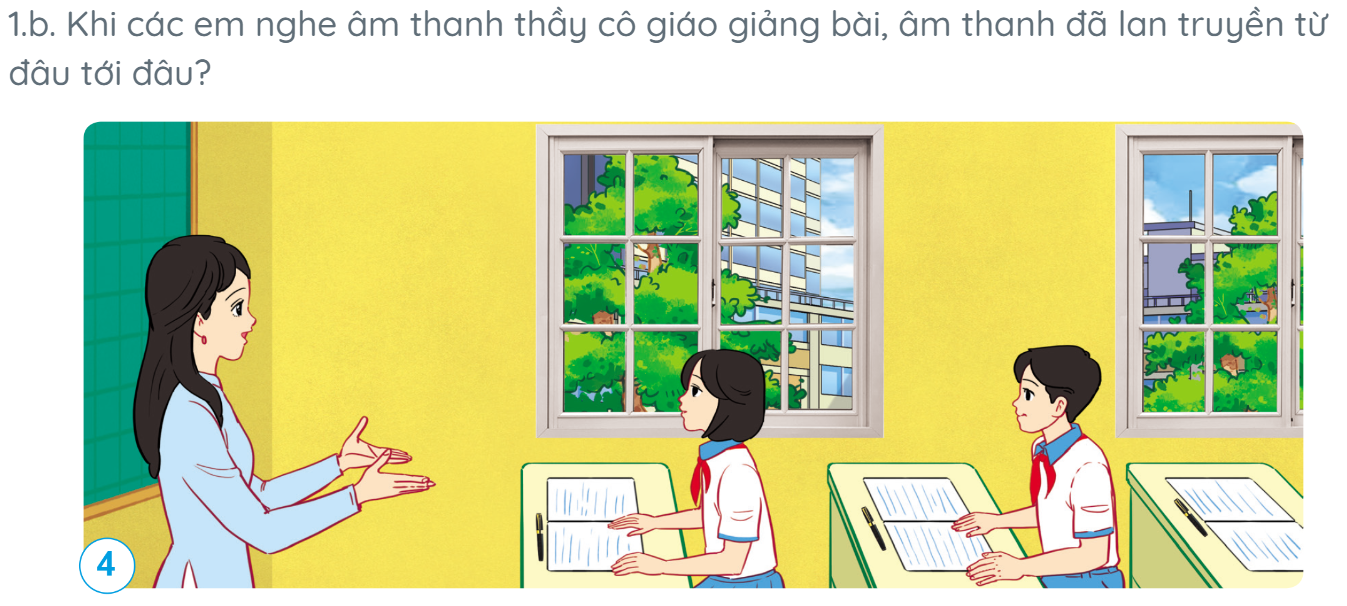 1.b. Khi các em nghe âm thanh thầy cô giáo giảng bài, âm thanh đã lan truyền từ
đâu tới đâu?
4